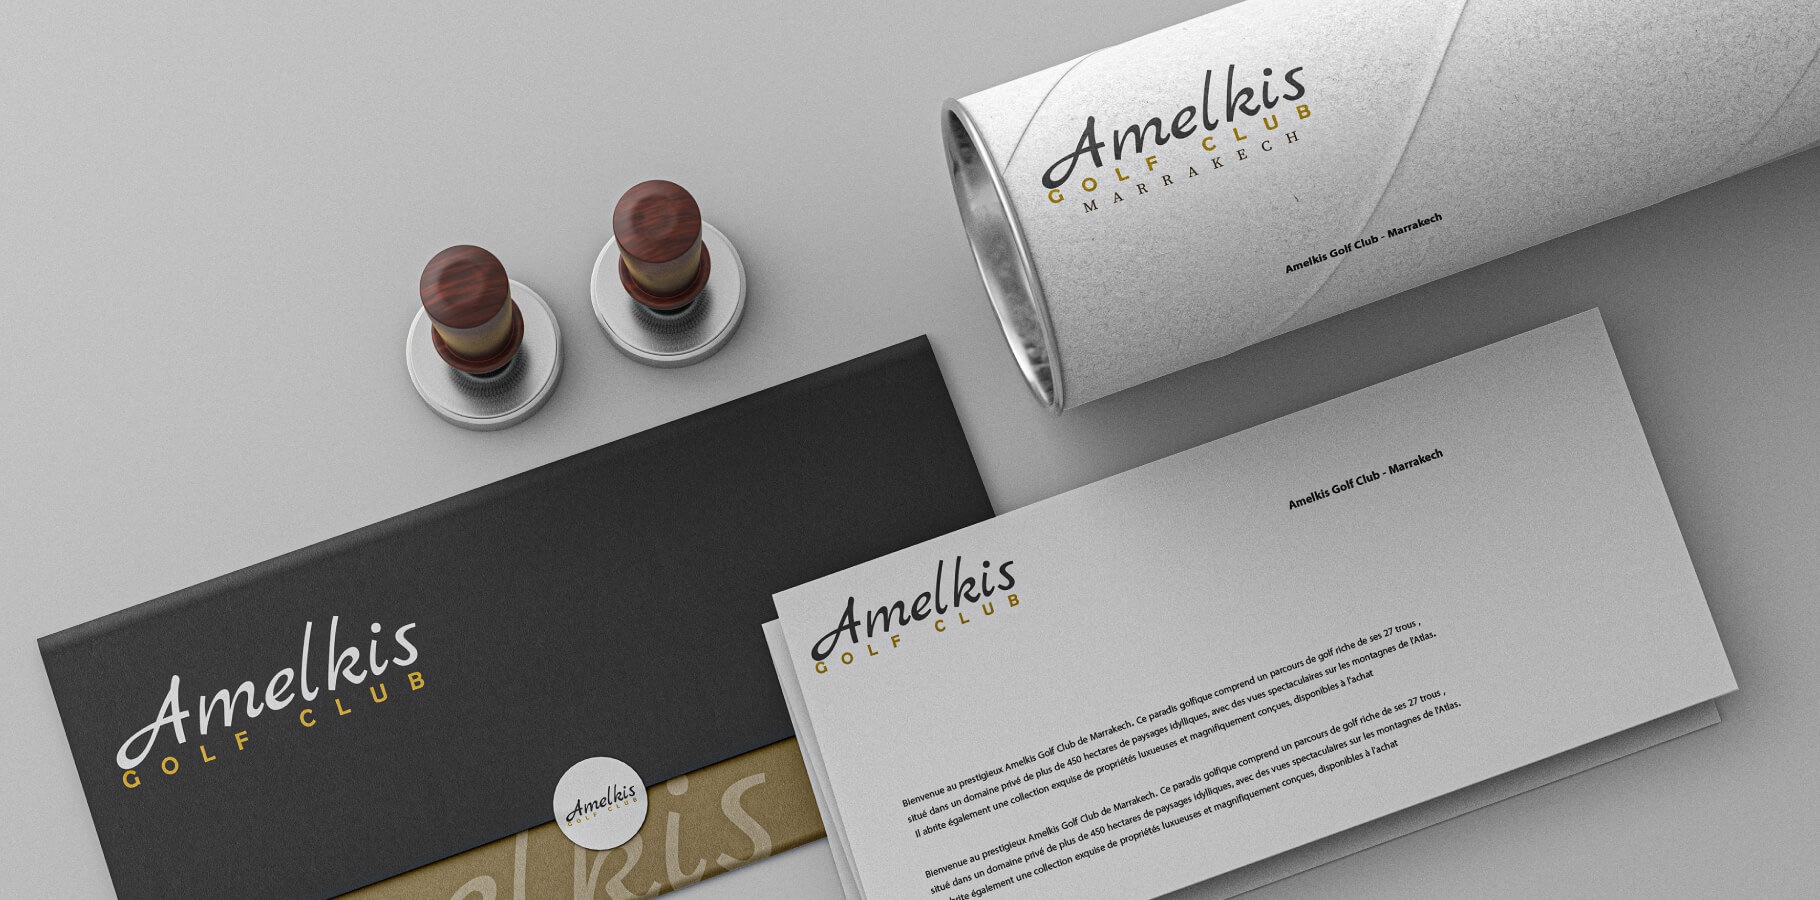 Amelkis
GOLF CLUB
MARRAKECH
Amelkis Golf Club - Marrakech
Amelkis
GOLF CLUB
Amelkis
GOLF CLUB
elkis
Amelkis
GOLF CLUB
Amelkis Golf Club - Marrakech
Bienvenue au prestigieux Amelkis Golf Club de Marrakech. Ce paradis golfique comprend un parcours de golf riche de ses 27 trous ,
situé dans un domaine privé de plus de 450 hectares de paysages idylliques, avec des vues spectaculaires sur les montagnes de l'Atlas.
Il abrite également une collection exquise de propriétés luxueuses et magnifiquement conçues, disponibles à l'achat
Bienvenue au prestigieux Amelkis Golf Club de Marrakech. Ce paradis golfique comprend un parcours de golf riche de ses 27 trous ,
situé dans un domaine privé de plus de 450 hectares de paysages idylliques, avec des vues spectaculaires sur les montagnes de l'Atlas.
également une collection exquise de propriétés luxueuses et magnifiquement conçues, disponibles à l'achat